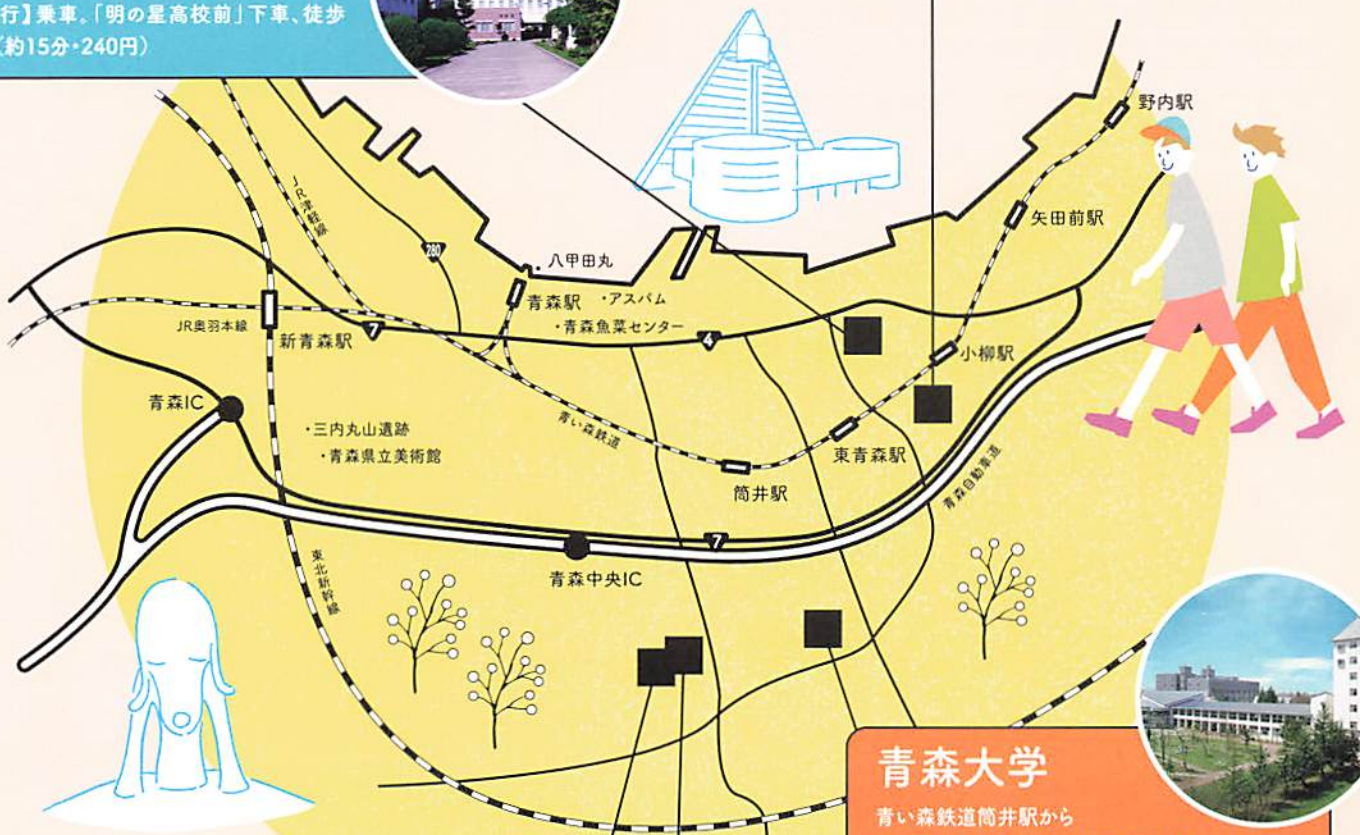 行】乗車。「明の星高校前」下車、徒歩
（約15分・240円）
野内駅
矢田前駅
JR津軽線
280
八甲田丸
青森駅
・アスパム
・青森魚菜センター
JR奥羽本線
新青森駅
7
4
小柳駅
青森IC
・三内丸山遺跡
・青森県立美術館
青い森鉄道
東青森駅
筒井駅
青森自動車道
7
青森中央IC
東北新幹線
青森大学
青い森鉄道筒井駅から